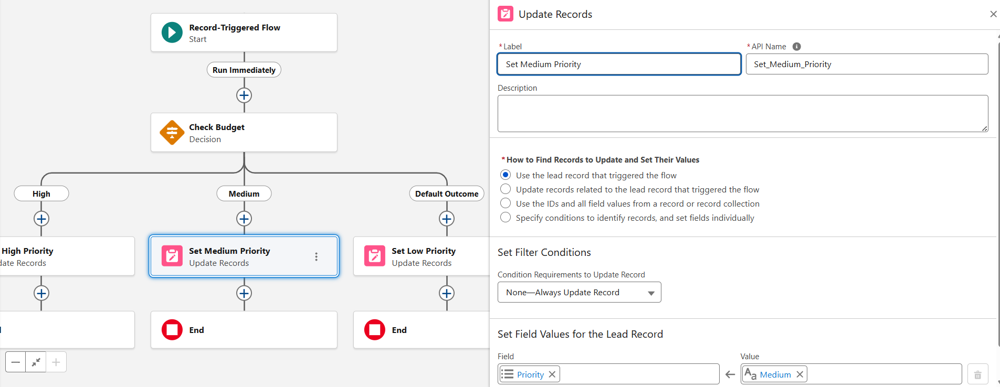 Record-Triggered Flow
Start
Run Immediately
Check Budget
Decision
High
Medium
Default Outcome
High Priority
date Records
Set Medium Priority
Update Records
Set Low Priority
Update Records
End
End
Update Records
* Label
Set Medium Priority
* API Name
Set_Medium_Priority
Description
* How to Find Records to Update and Set Their Values
Use the lead record that triggered the flow
Update records related to the lead record that triggered the flow
Use the IDs and all field values from a record or record collection
Specify conditions to identify records, and set fields individually
Set Filter Conditions
Condition Requirements to Update Record
None—Always Update Record
Set Field Values for the Lead Record
Field
Priority
Value
Aa Medium